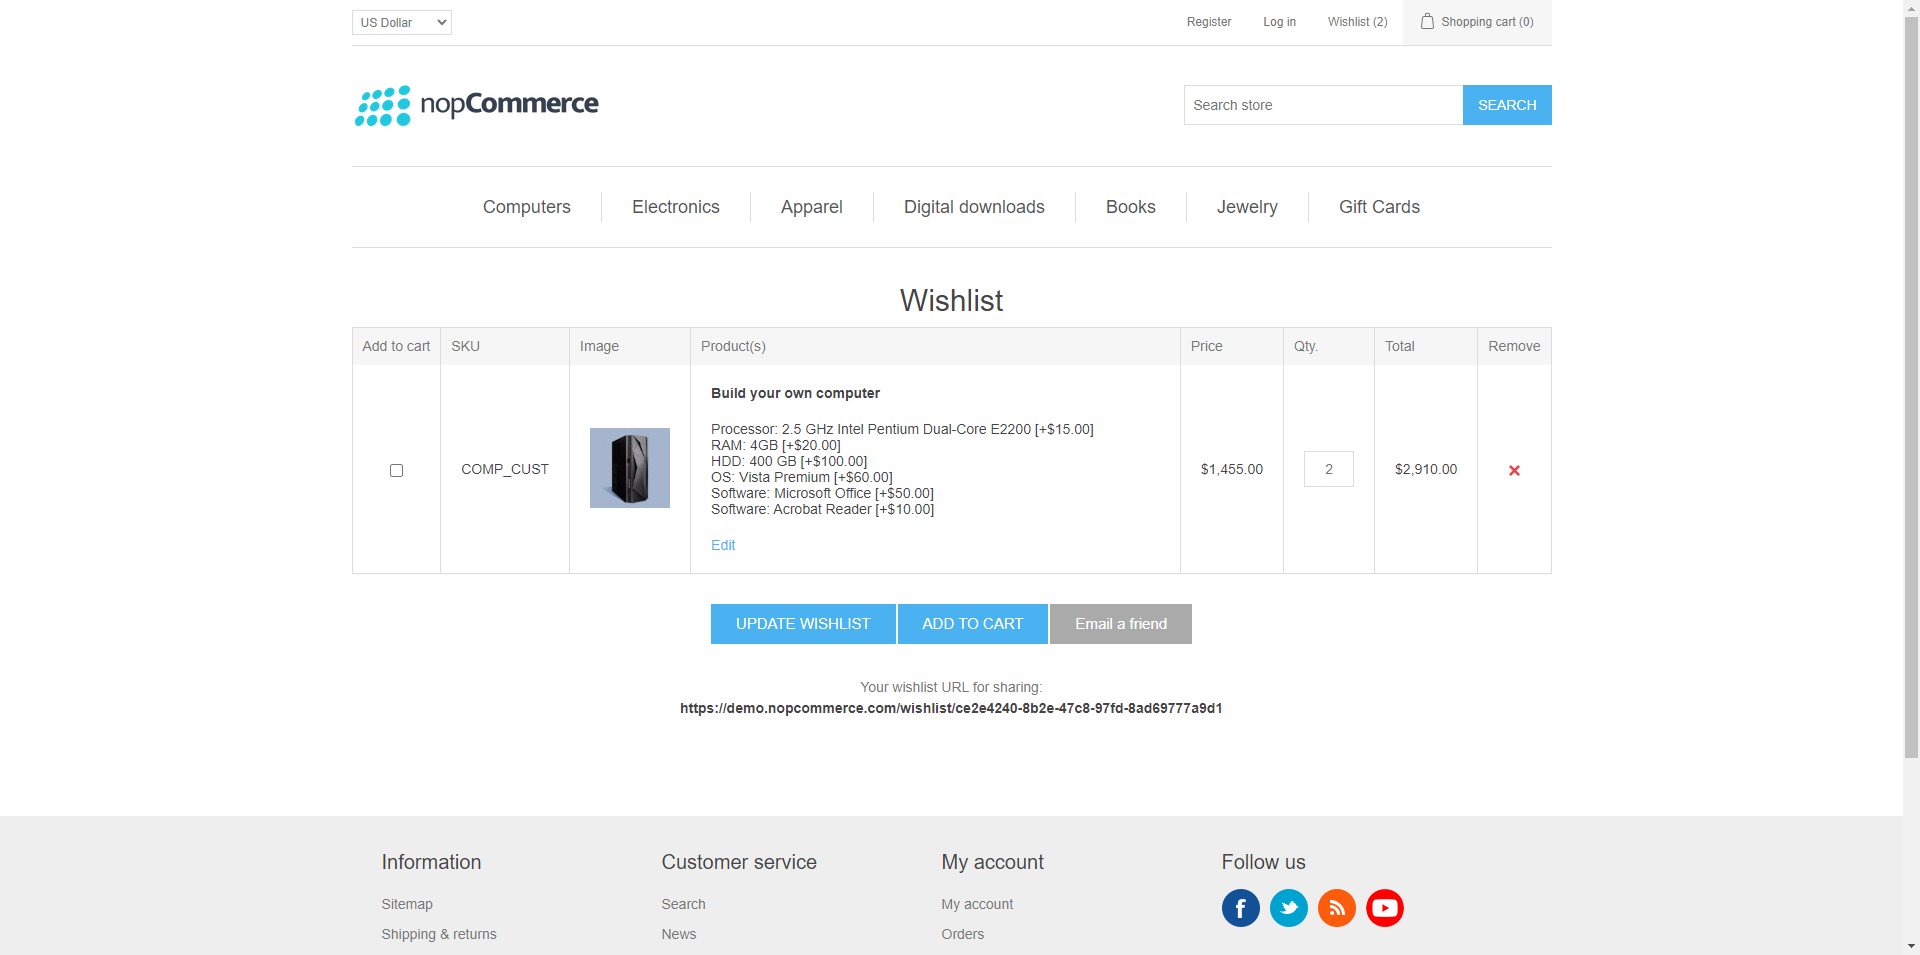 US Dollar
Register
Log in
Wishlist (2)
Shopping cart (0)
nopCommerce
Search store
SEARCH
Computers
Electronics
Apparel
Digital downloads
Books
Jewelry
Gift Cards
Wishlist
Add to cart
SKU
Image
Product(s)
Price
Qty.
Total
Remove
COMP_CUST
Build your own computer
Processor: 2.5 GHz Intel Pentium Dual-Core E2200 [+$15.00]
RAM: 4GB [+$20.00]
HDD: 400 GB [+$100.00]
OS: Vista Premium [+$60.00]
Software: Microsoft Office [+$50.00]
Software: Acrobat Reader [+$10.00]
Edit
$1,455.00
2
$2,910.00
UPDATE WISHLIST
ADD TO CART
Email a friend
Your wishlist URL for sharing:
https://demo.nopcommerce.com/wishlist/ce2e4240-8b2e-47c8-97fd-8ad69777a9d1
Information
Sitemap
Shipping & returns
Customer service
Search
News
My account
My account
Orders
Follow us